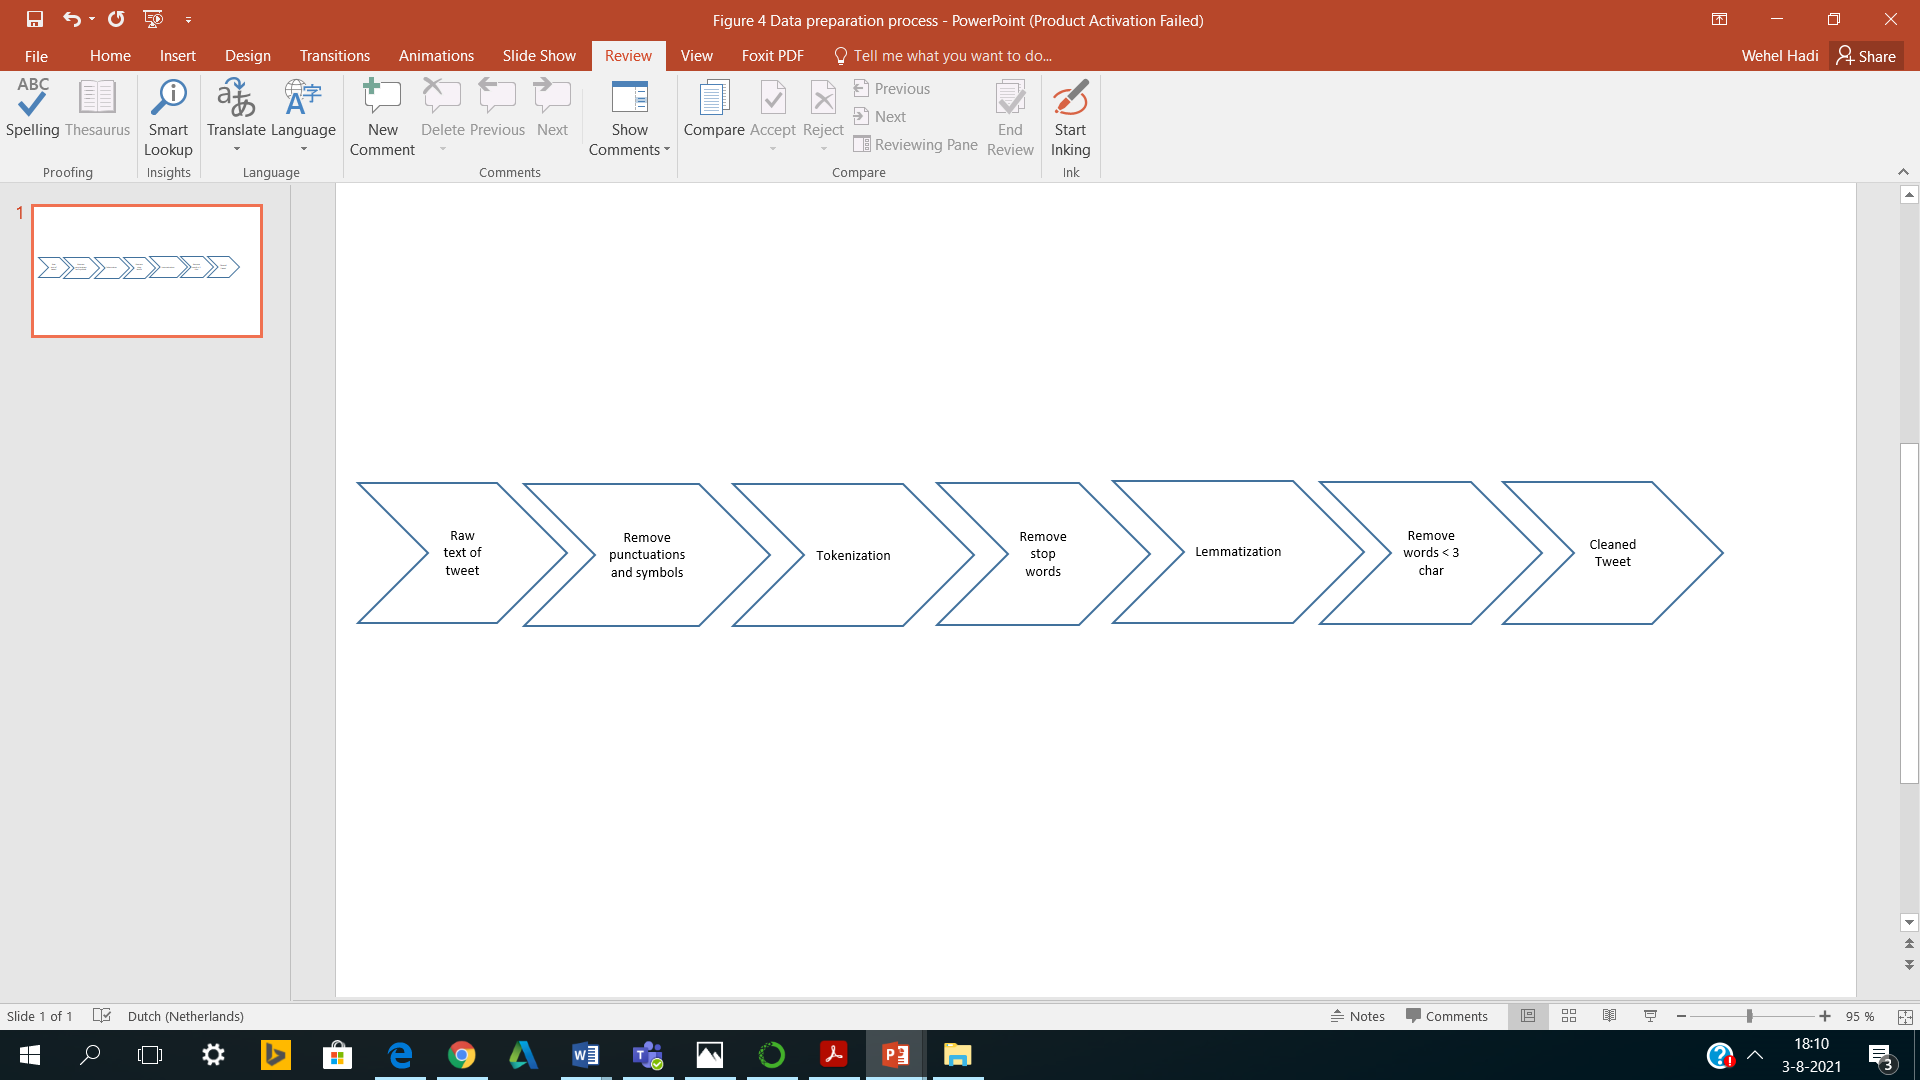 Figure 4 Data preparation process - PowerPoint (Product Activation Failed)
File Home Insert Design Transitions Animations Slide Show Review View Foxit PDF Tell me what you want to do... Wehel Hadi Share
ABC
Spelling Thesaurus
Proofing
Smart
Lookup
Insights
Translate Language
Language
New
Comment
Delete Previous Next
Show
Comments
Comments
Compare Accept Reject
Previous
Next
Reviewing Pane
End
Review
Compare
Start
Inking
Ink
1
Raw
text of
tweet
Remove
punctuations
and symbols
Tokenization
Remove
stop
words
Lemmatization
Remove
words < 3
char
Cleaned
Tweet
Slide 1 of 1 Dutch (Netherlands) Notes Comments 95 %
18:10
3-8-2021
3